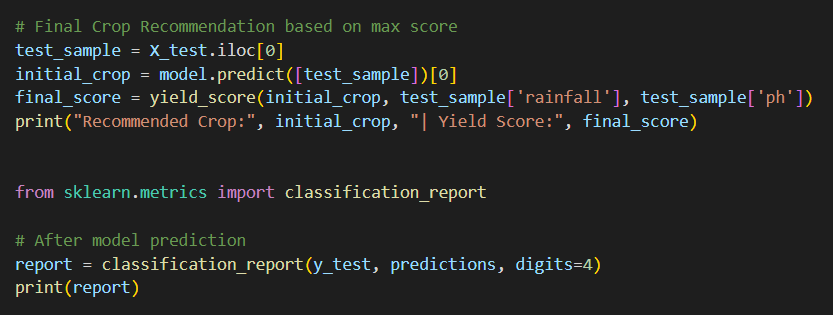 # Final Crop Recommendation based on max score
test_sample = X_test.iloc[0]
initial_crop = model.predict([test_sample])[0]
final_score = yield_score(initial_crop, test_sample['rainfall'], test_sample['ph'])
print("Recommended Crop:", initial_crop, "| Yield Score:", final_score)
from sklearn.metrics import classification_report
# After model prediction
report = classification_report(y_test, predictions, digits=4)
print(report)